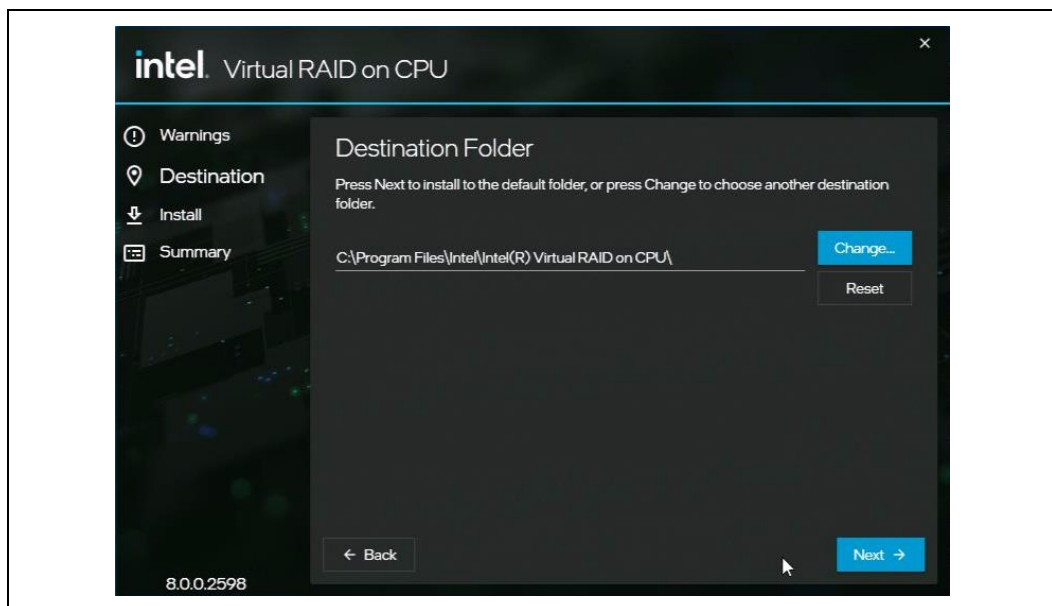 intel. Virtual RAID on CPU
Warnings
Destination
Install
Summary
Destination Folder
Press Next to install to the default folder, or press Change to choose another destination
folder.
C:\Program Files\Intel\Intel(R) Virtual RAID on CPU\
Change...
Reset
← Back
Next →
8.0.0.2598